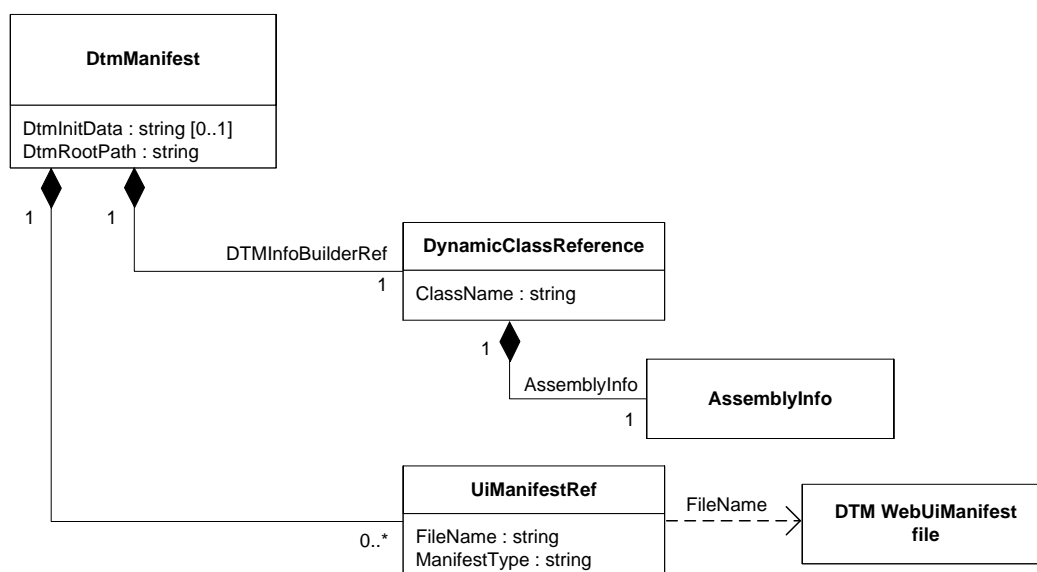 DtmManifest
DtmInitData : string [0..1]
DtmRootPath : string
1
1
DTMInfoBuilderRef
1
DynamicClassReference
ClassName : string
1
AssemblyInfo
1
AssemblyInfo
0..*
UiManifestRef
FileName : string
ManifestType : string
FileName
DTM WebUiManifest
file